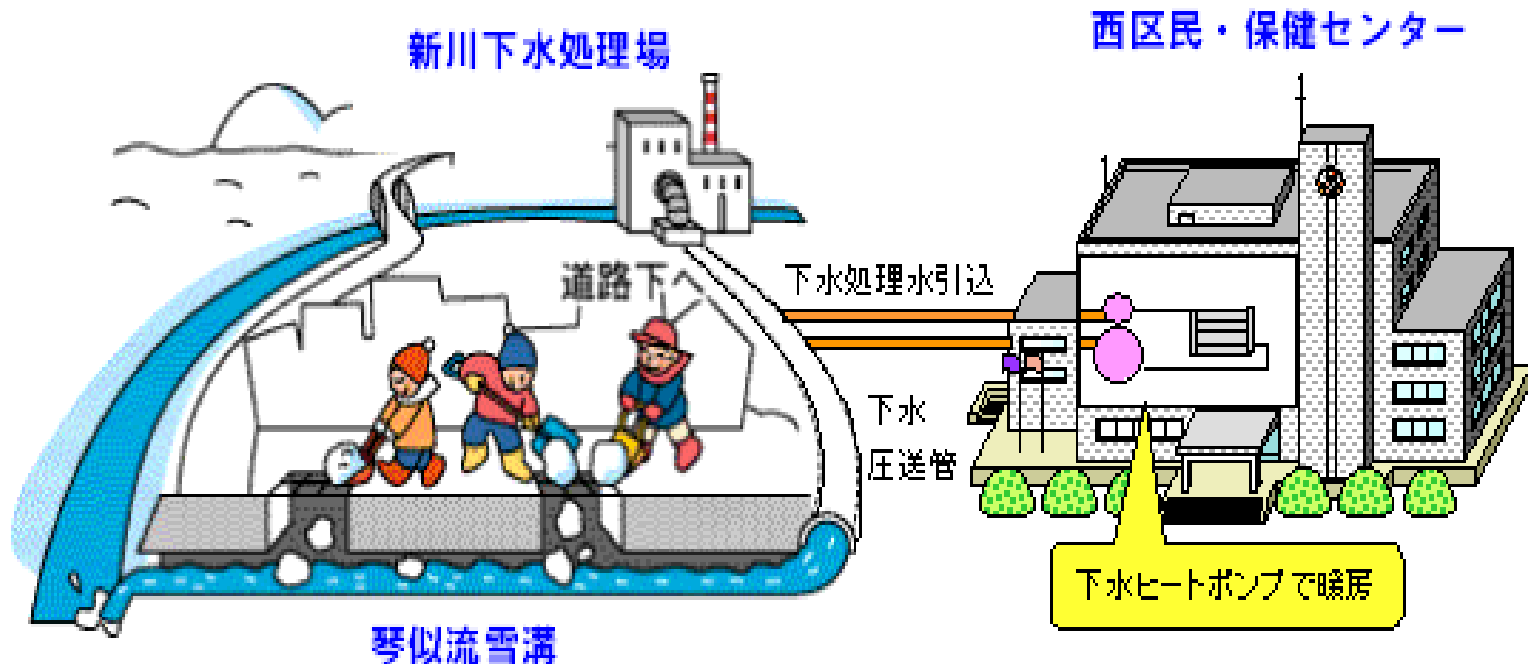 新川下水処理場
西区民・保健センター
道路下へ
下水処理水引込
下水
圧送管
下水ヒートポンプで暖房
琴似流雪溝